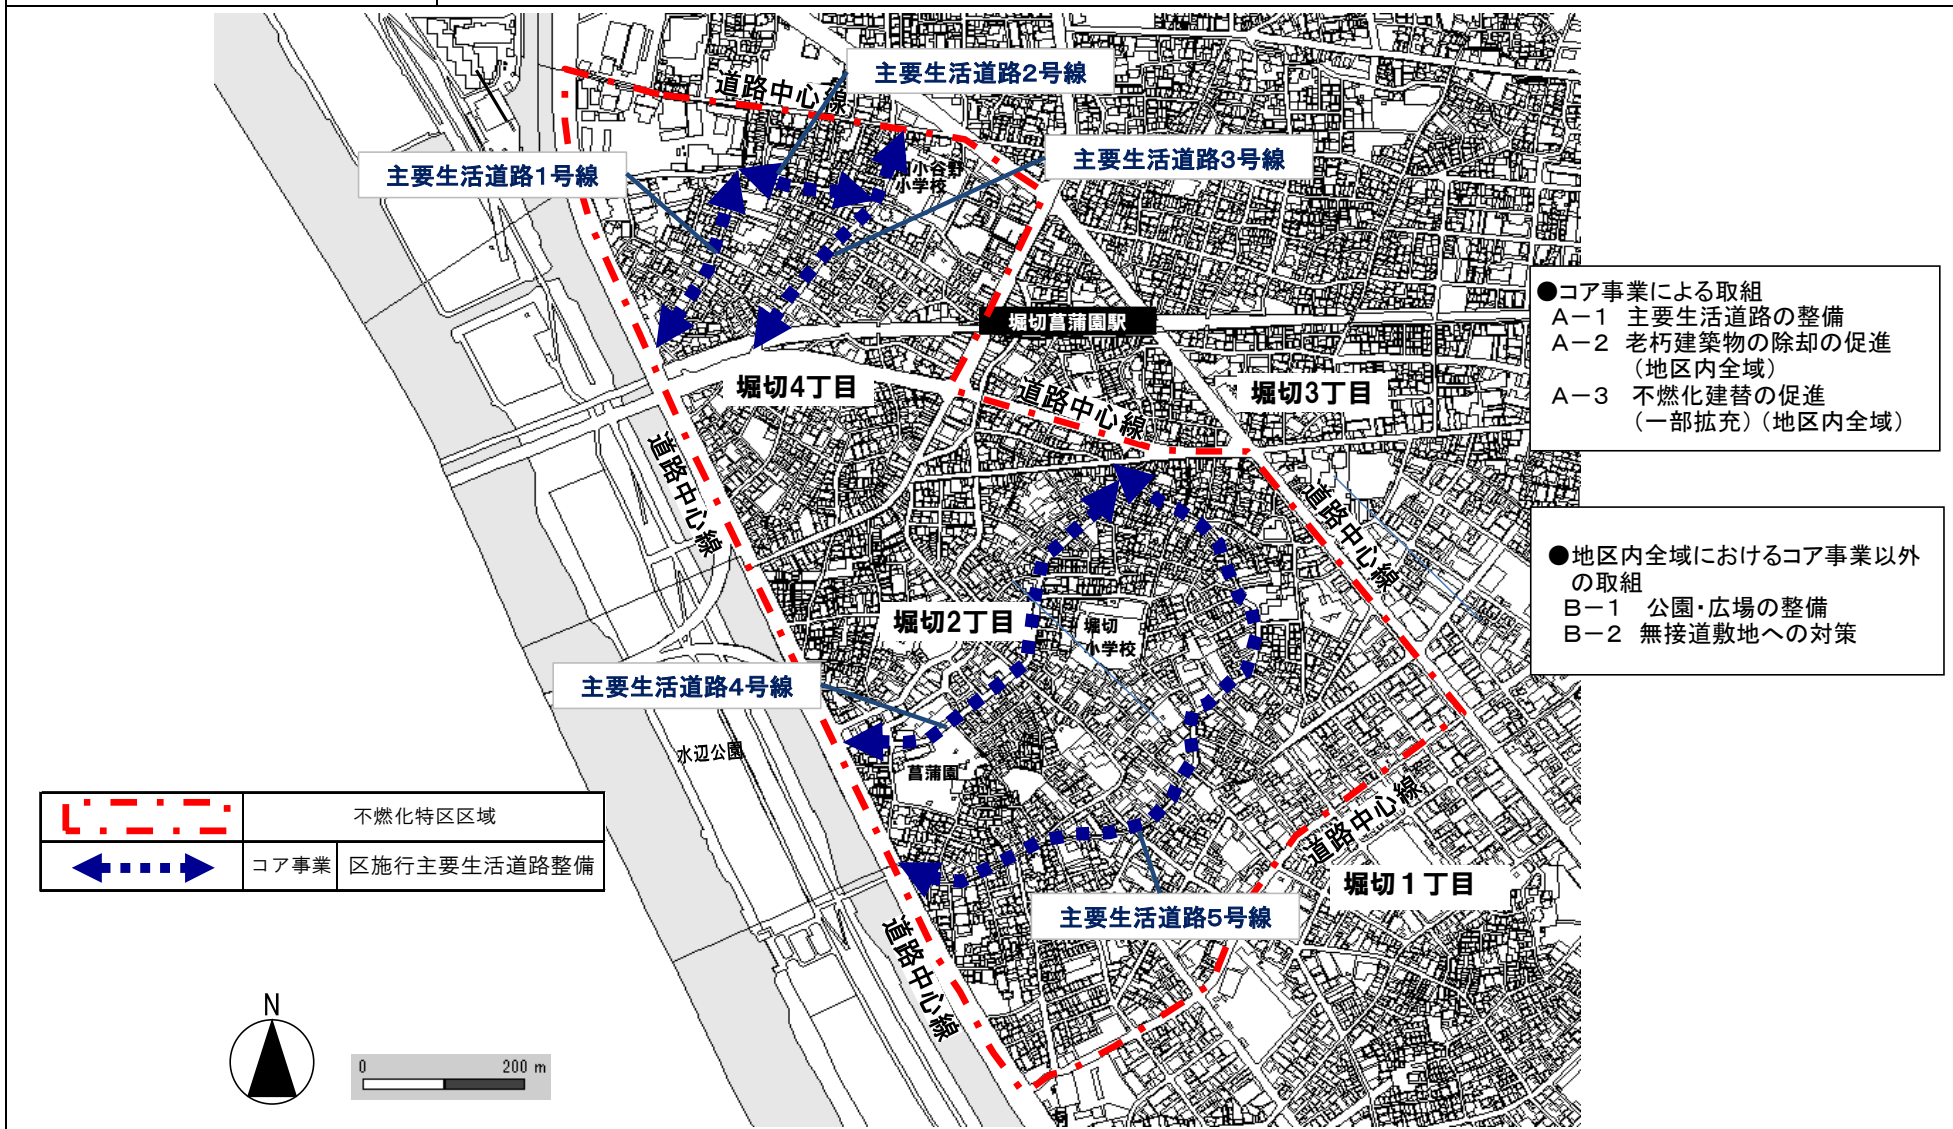 主要生活道路2号線
道路中心線
主要生活道路3号線
主要生活道路1号線
小谷野
小学校
堀切菖蒲園駅
●コア事業による取組
A-1 主要生活道路の整備
A-2 老朽建築物の除却の促進
(地区内全域)
A-3 不燃化建替の促進
(一部拡充)(地区内全域)
堀切4丁目
道路中心線
堀切3丁目
道路中心線
道路中心線
●地区内全域におけるコア事業以外
の取組
B-1 公園・広場の整備
B-2 無接道敷地への対策
堀切2丁目
堀切
小学校
主要生活道路4号線
水辺公園
菖蒲園
不燃化特区区域
コア事業 区施行主要生活道路整備
道路中心線
堀切1丁目
主要生活道路5号線
道路中心線
N
0 200 m